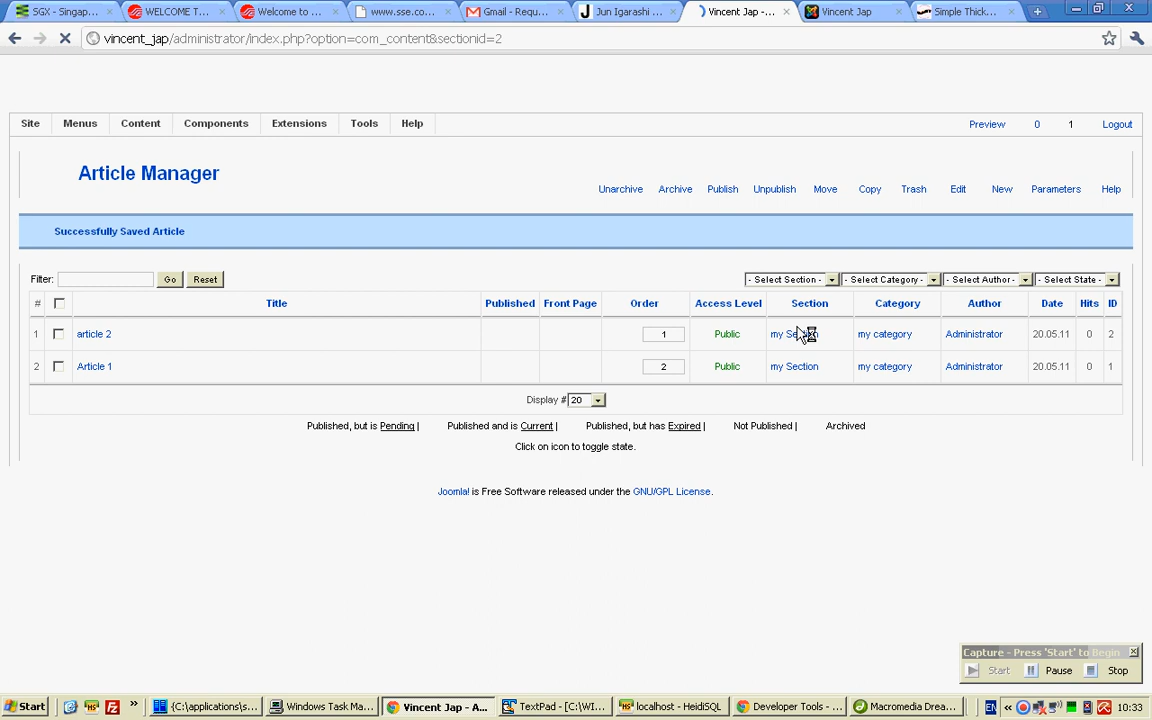 SGX - Singap...
WELCOME T...
Welcome to ...
www.sse.co...
Gmail - Requ...
Jun Igarashi ...
Vincent Jap -...
Vincent Jap
Simple Thick...
vincent_jap/administrator/index.php?option=com_content&sectionid=2
Site Menus Content Components Extensions Tools Help
Preview 0 1 Logout
Article Manager
Unarchive Archive Publish Unpublish Move Copy Trash Edit New Parameters Help
Successfully Saved Article
Filter: Go Reset - Select Section - - Select Category - - Select Author - - Select State -
# Title Published Front Page Order Access Level Section Category Author Date Hits ID
1 article 2 1 Public my Section my category Administrator 20.05.11 0 2
2 Article 1 2 Public my Section my category Administrator 20.05.11 0 1
Display # 20
Published, but is Pending | Published and is Current | Published, but has Expired | Not Published | Archived
Click on icon to toggle state.
Joomla! is Free Software released under the GNU/GPL License.
Capture - Press 'Start' to Begin
Start Pause Stop
Start
{C:\applications\s...
Windows Task Ma...
Vincent Jap - A...
TextPad - [C:\WI...
localhost - HeidiSQL
Developer Tools - ...
Macromedia Dream...
EN
10:33